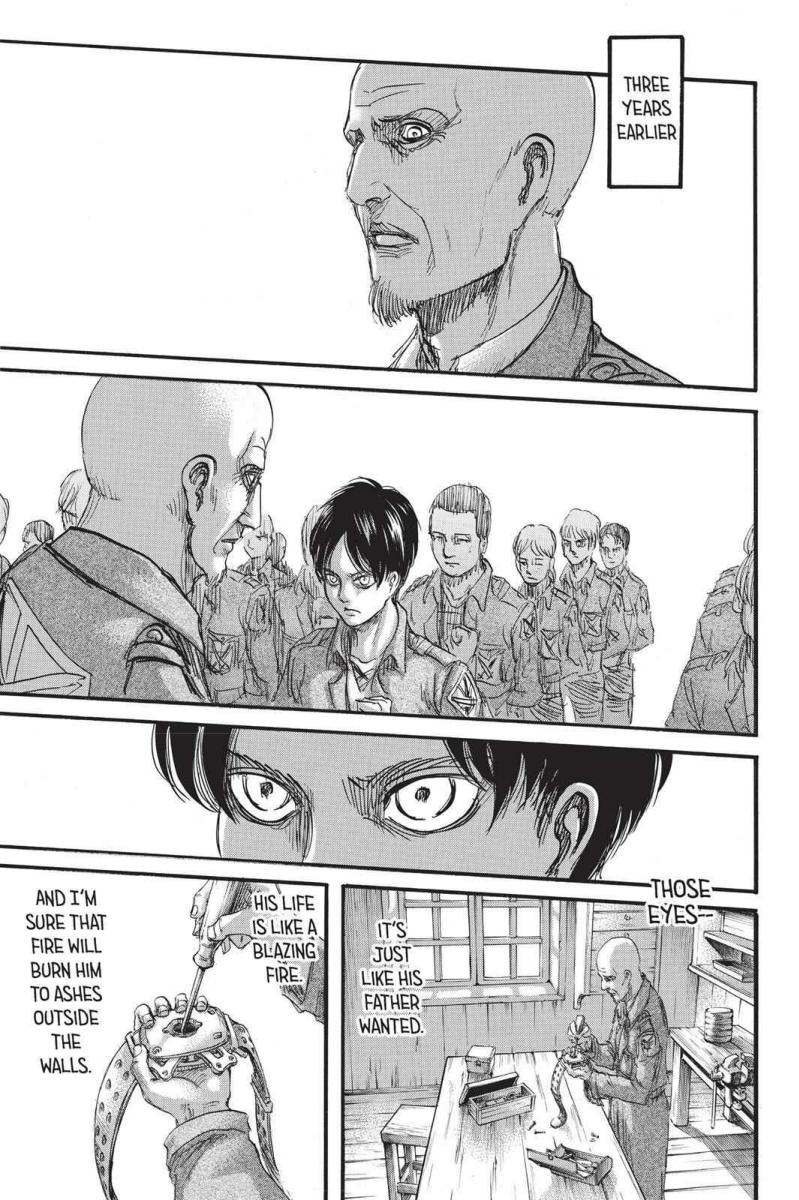 THREE
YEARS
EARLIER
THOSE
EYES--
IT'S
JUST
LIKE HIS
FATHER
WANTED.
HIS LIFE
IS LIKE A
BLAZING
FIRE.
AND I'M
SURE THAT
FIRE WILL
BURN HIM
TO ASHES
OUTSIDE
THE
WALLS.